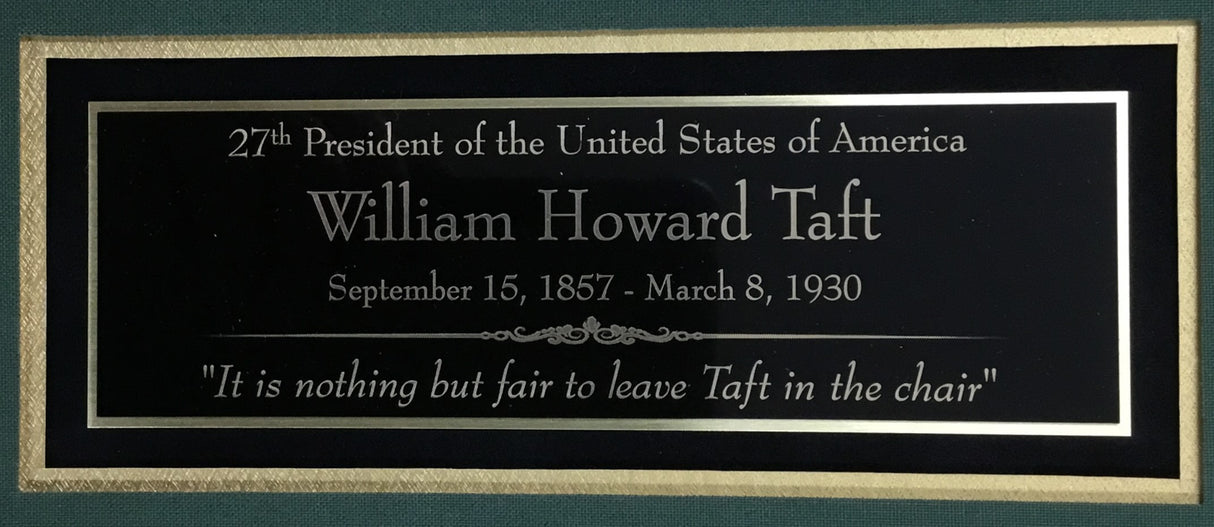 27th President of the United States of America
William Howard Taft
September 15, 1857 - March 8, 1930
"It is nothing but fair to leave Taft in the chair"